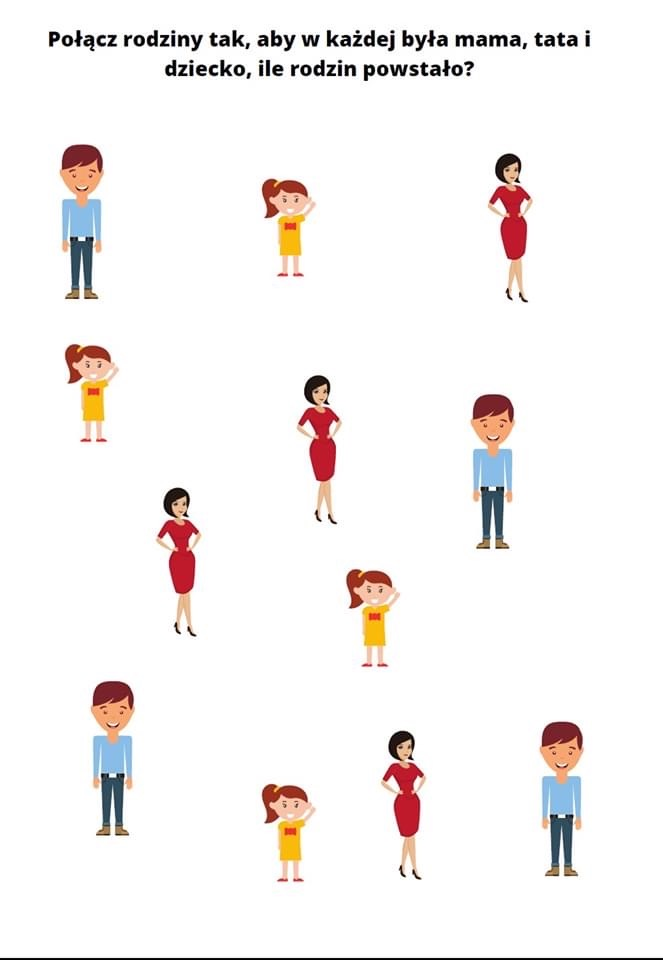 Połącz rodziny tak, aby w każdej była mama, tata i
dziecko, ile rodzin powstało?